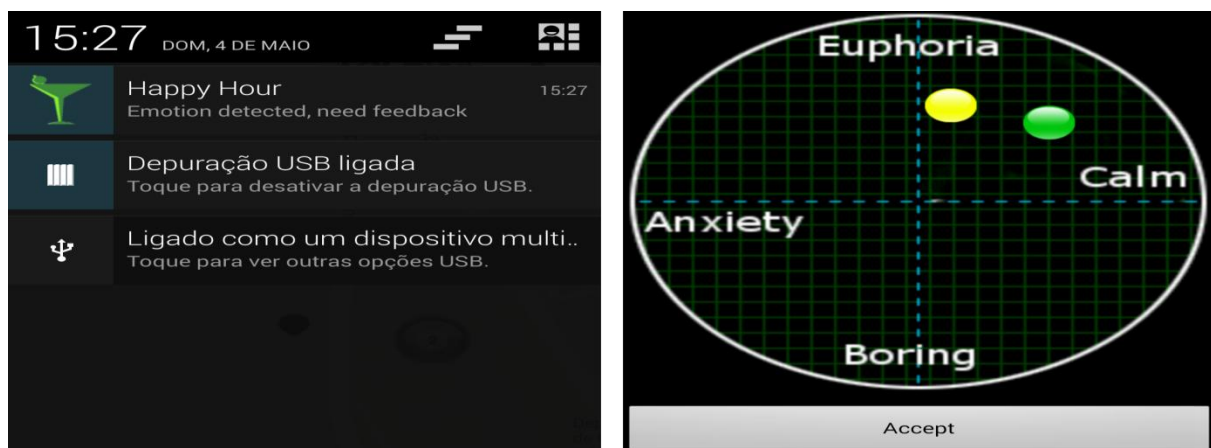 15:27 DOM, 4 DE MAIO
Happy Hour 15:27
Emotion detected, need feedback
Depuração USB ligada
Toque para desativar a depuração USB.
Ligado como um dispositivo multi..
Toque para ver outras opções USB.
Euphoria
Calm
Anxiety
Boring
Accept